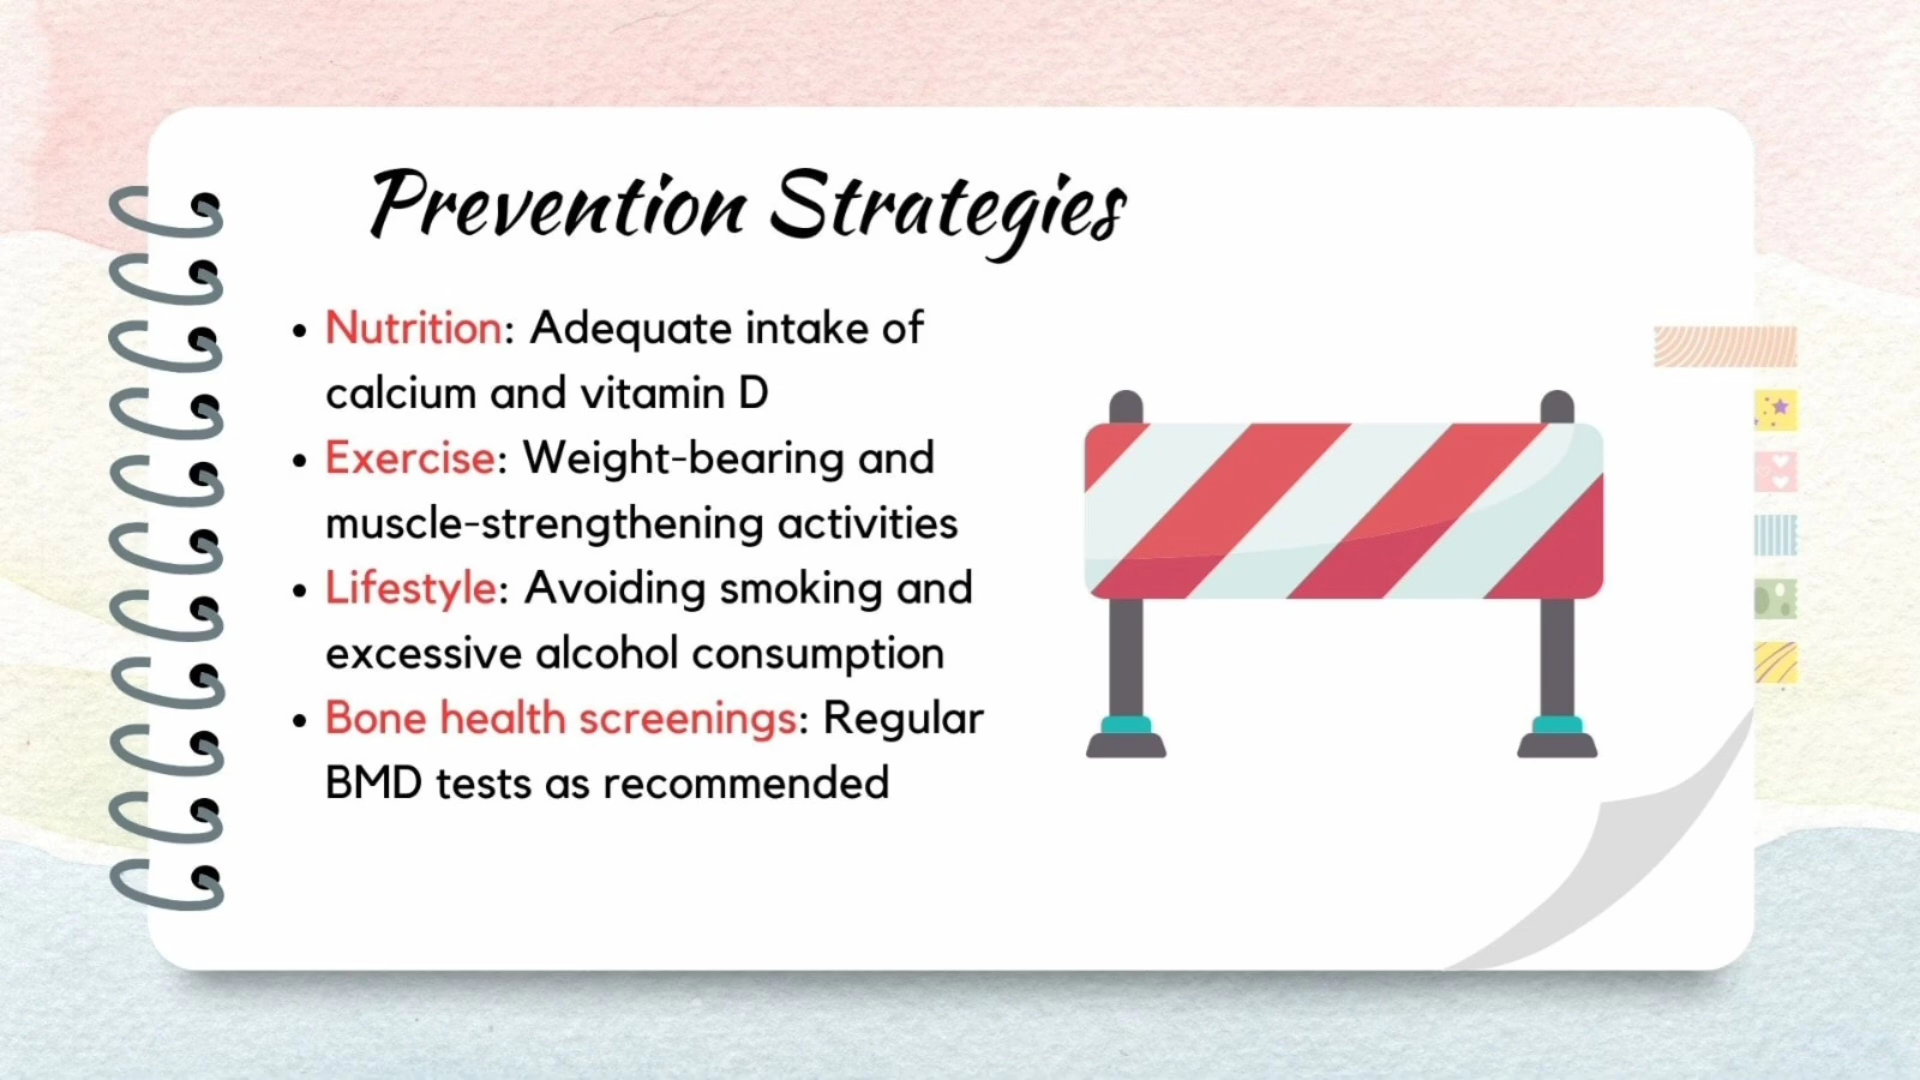 Prevention Strategies
• Nutrition: Adequate intake of
calcium and vitamin D
• Exercise: Weight-bearing and
muscle-strengthening activities
• Lifestyle: Avoiding smoking and
excessive alcohol consumption
• Bone health screenings: Regular
BMD tests as recommended